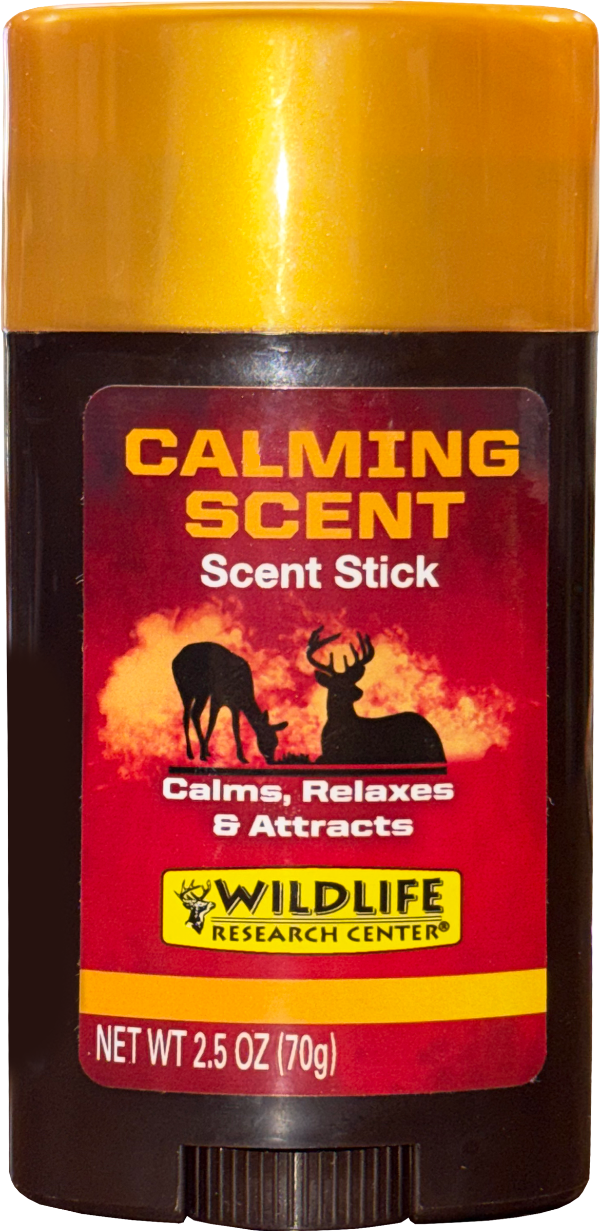 CALMING
SCENT
Scent Stick
Calms, Relaxes
& Attracts
WILDLIFE
RESEARCH CENTER®
NET WT 2.5 OZ (70g)